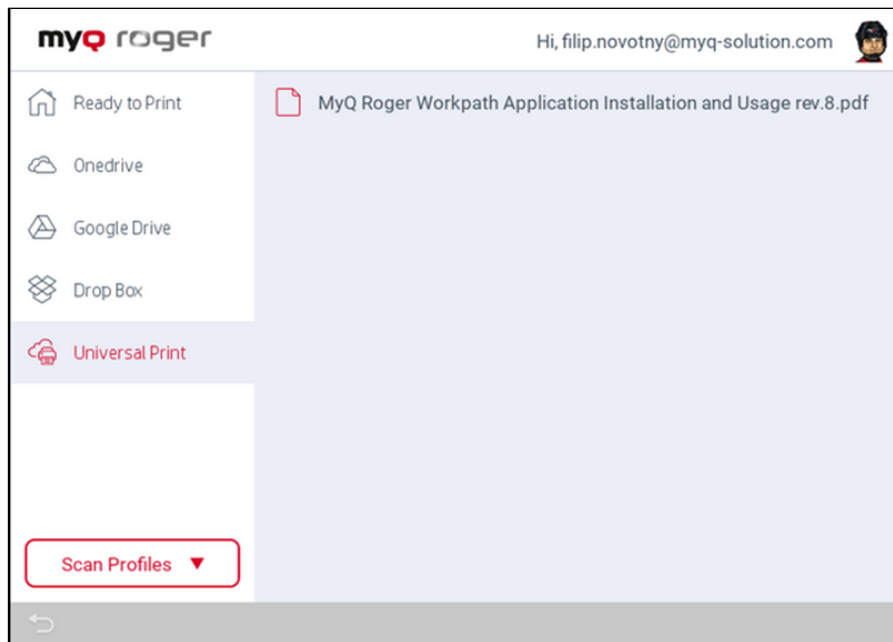 myQ roger
Hi, filip.novotny@myq-solution.com
Ready to Print
MyQ Roger Workpath Application Installation and Usage rev.8.pdf
Onedrive
Google Drive
Drop Box
Universal Print
Scan Profiles ▼